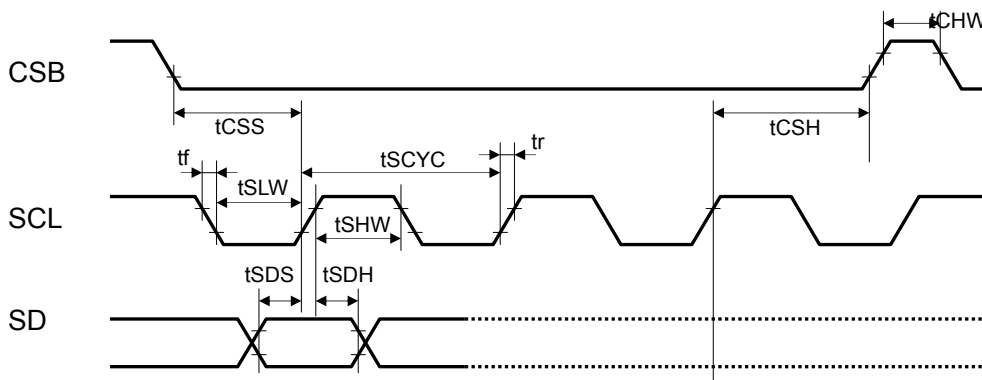 tCHW
CSB
tCSS
tCSH
tf
tSCYC
tr
tSLW
SCL
tSHW
tSDS
tSDH
SD